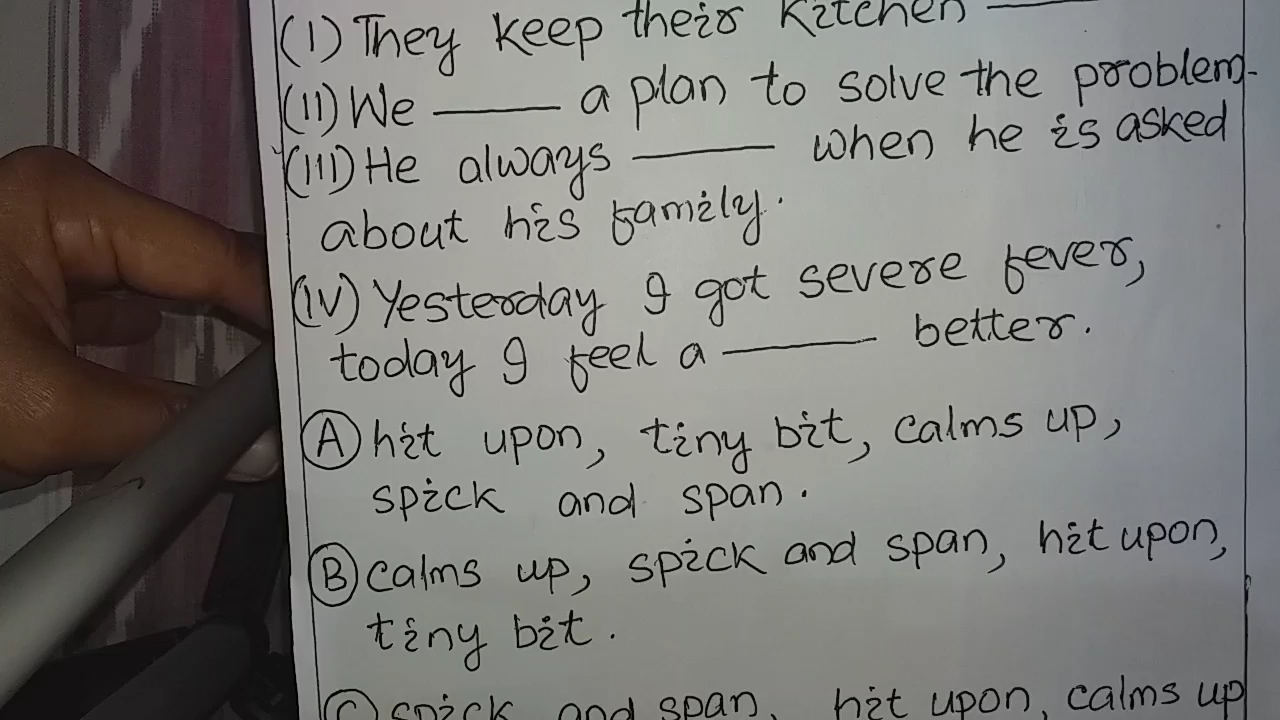 (I) They keep their kitchen ———
(II) We ——— a plan to solve the problem.
(III) He always ——— when he is asked
about his family.
(IV) Yesterday I got severe fever,
today I feel a ——— better.
(A) hit upon, tiny bit, calms up,
spick and span.
(B) calms up, spick and span, hit upon,
tiny bit.
(C) spick and span, hit upon, calms up